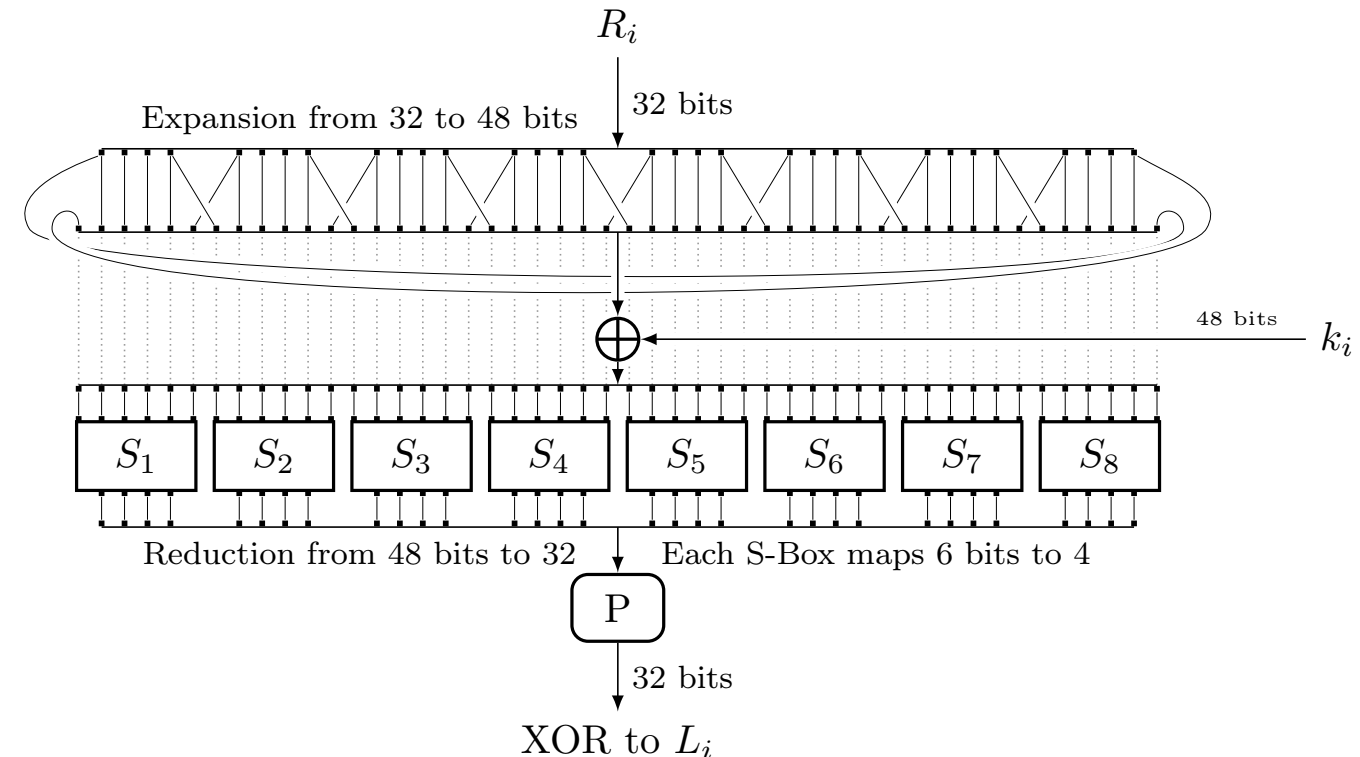 R_i
32 bits
Expansion from 32 to 48 bits
48 bits
k_i
S_1 S_2 S_3 S_4 S_5 S_6 S_7 S_8
Reduction from 48 bits to 32 Each S-Box maps 6 bits to 4
P
32 bits
XOR to L_i